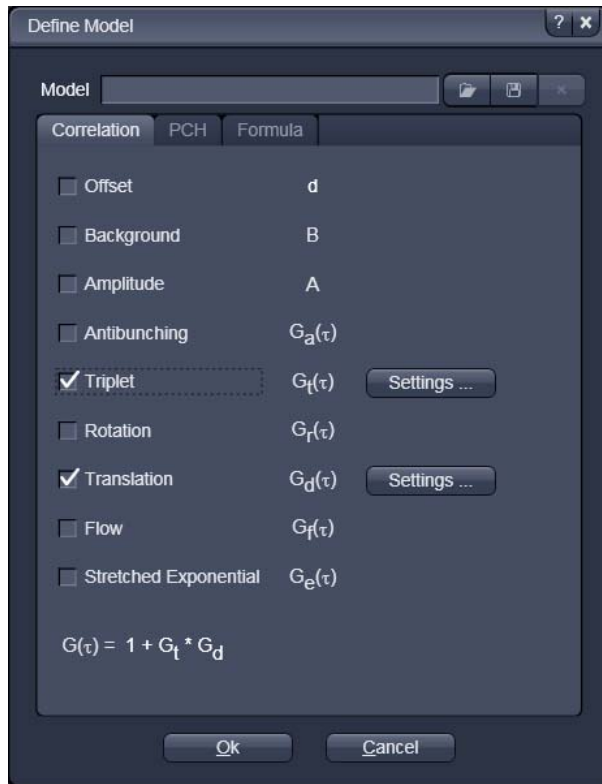 Define Model
? ×
Model
Correlation PCH Formula
Offset d
Background B
Amplitude A
Antibunching Ga(τ)
Triplet Gt(τ) Settings ...
Rotation Gr(τ)
Translation Gd(τ) Settings ...
Flow Gf(τ)
Stretched Exponential Ge(τ)
G(τ) = 1 + Gt * Gd
Ok Cancel